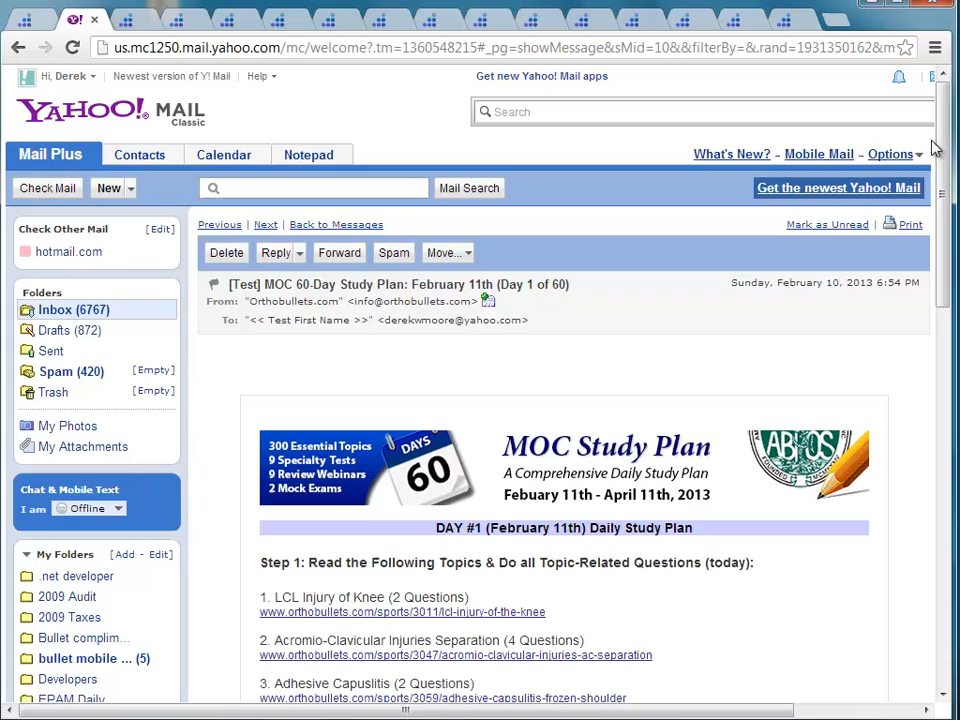 us.mc1250.mail.yahoo.com/mc/welcome?.tm=1360548215#_pg=showMessage&sMid=10&&filterBy=&.rand=1931350162&m
Hi, Derek
Newest version of Y! Mail
Help
Get new Yahoo! Mail apps
YAHOO! MAIL
Classic
Search
Mail Plus
Contacts
Calendar
Notepad
What's New? - Mobile Mail - Options
Check Mail
New
Mail Search
Get the newest Yahoo! Mail
Check Other Mail [Edit]
hotmail.com
Previous | Next | Back to Messages
Mark as Unread | Print
Delete
Reply
Forward
Spam
Move...
[Test] MOC 60-Day Study Plan: February 11th (Day 1 of 60)
Sunday, February 10, 2013 6:54 PM
From: "Orthobullets.com" <info@orthobullets.com>
To: "<< Test First Name >>" <derekwmoore@yahoo.com>
Folders
Inbox (6767)
Drafts (872)
Sent
Spam (420) [Empty]
Trash [Empty]
My Photos
My Attachments
Chat & Mobile Text
I am Offline
My Folders [Add - Edit]
.net developer
2009 Audit
2009 Taxes
Bullet complim...
bullet mobile ... (5)
Developers
EPAM Daily
300 Essential Topics
9 Specialty Tests
9 Review Webinars
2 Mock Exams
DAYS
60
MOC Study Plan
A Comprehensive Daily Study Plan
Febuary 11th - April 11th, 2013
ABOS
DAY #1 (February 11th) Daily Study Plan
Step 1: Read the Following Topics & Do all Topic-Related Questions (today):
1. LCL Injury of Knee (2 Questions)
www.orthobullets.com/sports/3011/lcl-injury-of-the-knee
2. Acromio-Clavicular Injuries Separation (4 Questions)
www.orthobullets.com/sports/3047/acromio-clavicular-injuries-ac-separation
3. Adhesive Capuslitis (2 Questions)
www.orthobullets.com/sports/3059/adhesive-capsulitis-frozen-shoulder